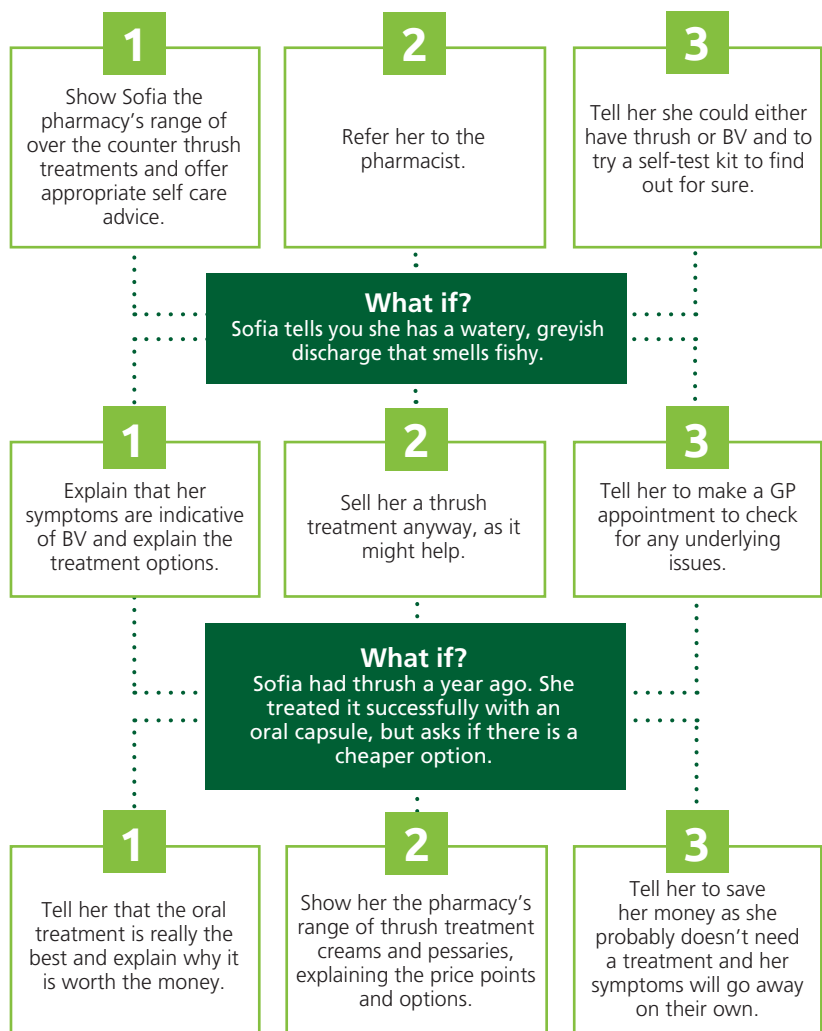 1
Show Sofia the
pharmacy's range of
over the counter thrush
treatments and offer
appropriate self care
advice.
2
Refer her to the
pharmacist.
3
Tell her she could either
have thrush or BV and to
try a self-test kit to find
out for sure.
What if?
Sofia tells you she has a watery, greyish
discharge that smells fishy.
1
Explain that her
symptoms are indicative
of BV and explain the
treatment options.
2
Sell her a thrush
treatment anyway, as it
might help.
3
Tell her to make a GP
appointment to check
for any underlying
issues.
What if?
Sofia had thrush a year ago. She
treated it successfully with an
oral capsule, but asks if there is a
cheaper option.
1
Tell her that the oral
treatment is really the
best and explain why it
is worth the money.
2
Show her the pharmacy's
range of thrush treatment
creams and pessaries,
explaining the price points
and options.
3
Tell her to save
her money as she
probably doesn't need
a treatment and her
symptoms will go away
on their own.